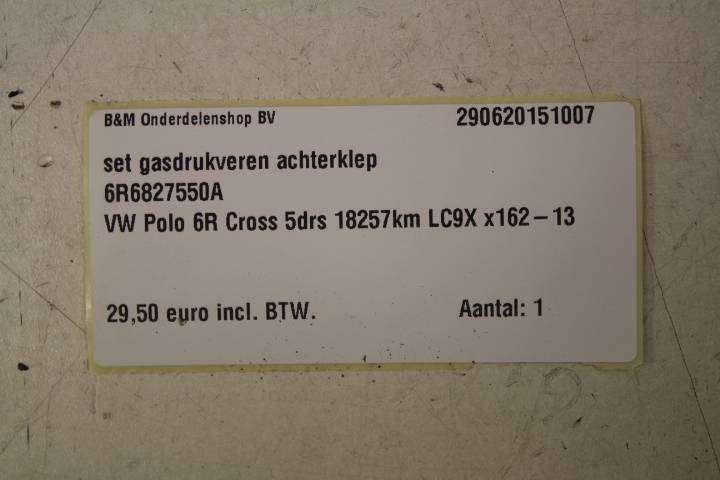 B&M Onderdelenshop BV 290620151007
set gasdrukveren achterklep
6R6827550A
VW Polo 6R Cross 5drs 18257km LC9X x162-13
29,50 euro incl. BTW. Aantal: 1